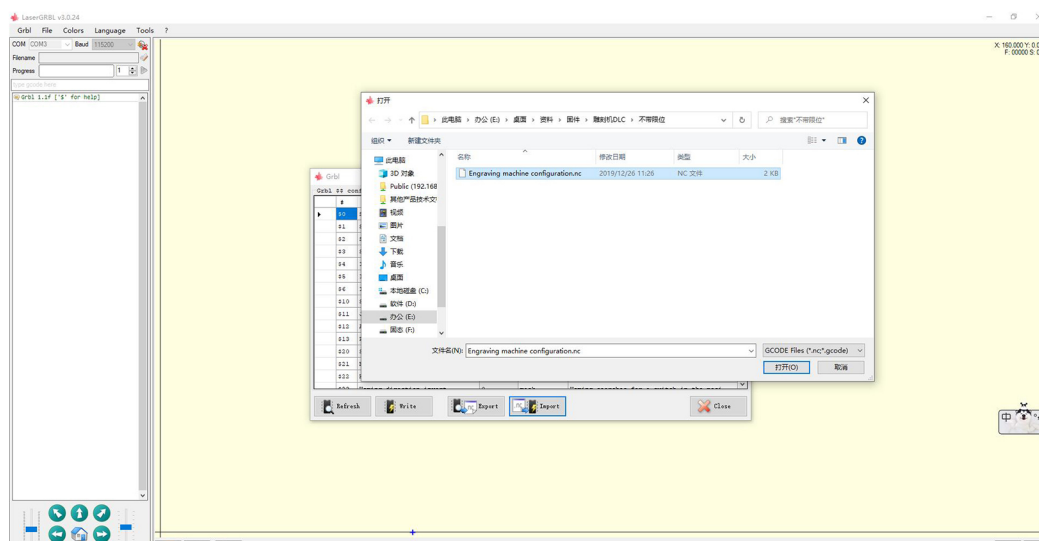 LaserGRBL v3.0.24
Grbl File Colors Language Tools ?
COM COM3 Baud 115200
Filename
Progress 1
type gcode here
Grbl 1.1f ['$' for help]
X: 160.000 Y: 0.0
F: 00000 S: 0
打开
此电脑 › 办公 (E:) › 桌面 › 资料 › 固件 › 雕刻机DLC › 不带限位
搜索"不带限位"
组织 新建文件夹
名称 修改日期 类型 大小
Engraving machine configuration.nc 2019/12/26 11:26 NC 文件 2 KB
此电脑
3D 对象
Public (192.168
其他产品技术文
视频
图片
文档
下载
音乐
桌面
本地磁盘 (C:)
软件 (D:)
办公 (E:)
固态 (F:)
文件名(N): Engraving machine configuration.nc
GCODE Files (*.nc;*.gcode)
打开(O) 取消
Grbl
Grbl $$ con
$
$0
$1
$2
$3
$4
$5
$6
$10
$11
$12
$13
$20
$21
$22
Refresh Write Export Import Close
中